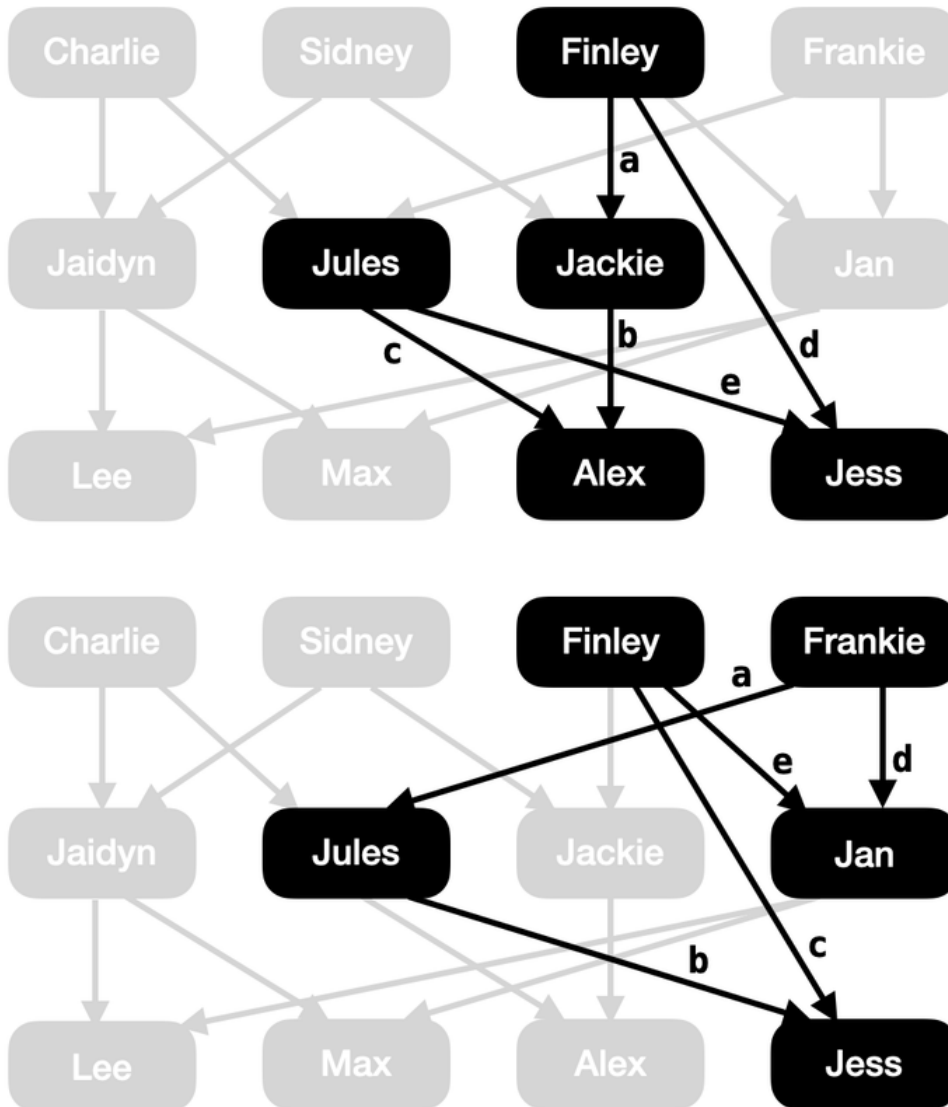 Charlie Sidney Finley Frankie
a
Jaidyn Jules Jackie Jan
c b d
e
Lee Max Alex Jess
Charlie Sidney Finley Frankie
a
e d
Jaidyn Jules Jackie Jan
b c
Lee Max Alex Jess